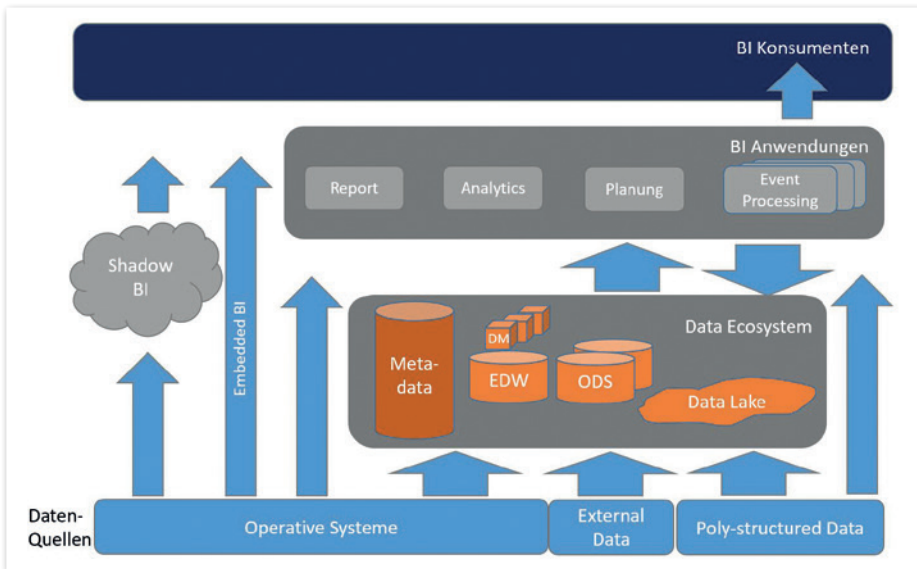 BI Konsumenten
BI Anwendungen
Report
Analytics
Planung
Event
Processing
Shadow
BI
Embedded BI
Data Ecosystem
Meta-
data
DM
EDW
ODS
Data Lake
Daten-
Quellen
Operative Systeme
External
Data
Poly-structured Data